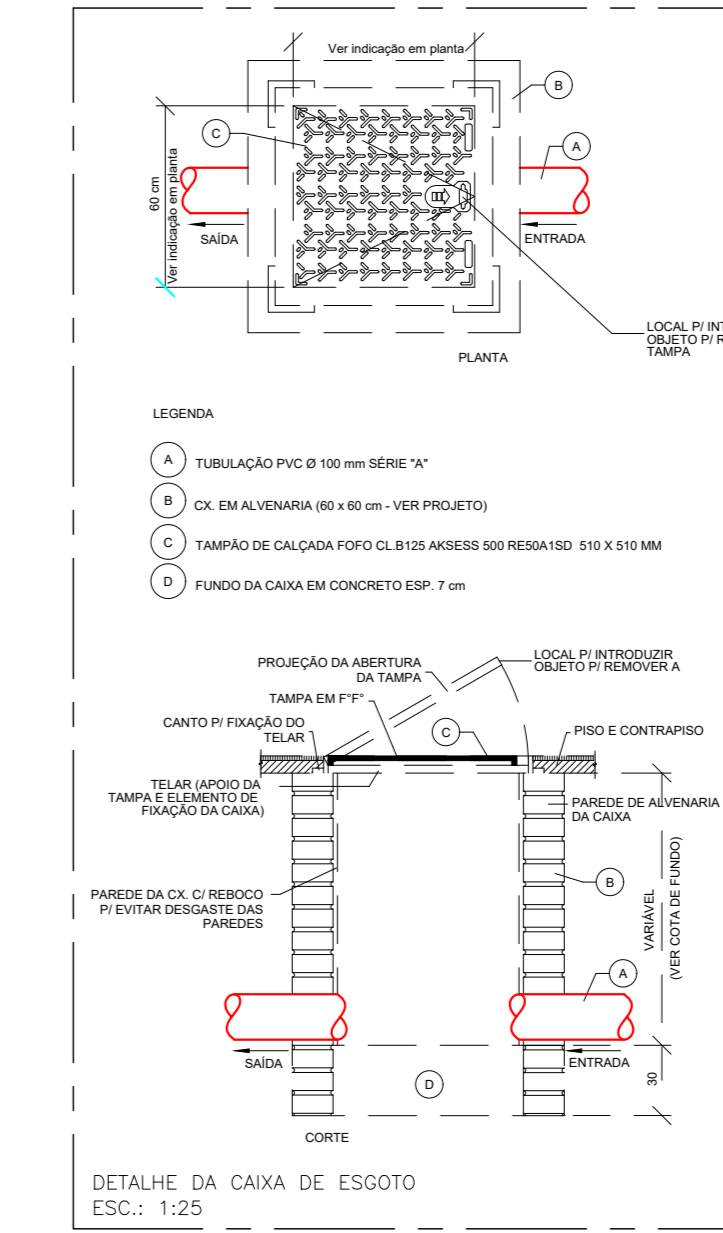 Ver indicação em planta
B
C
A
60 cm
Ver indicação em planta
SAÍDA
ENTRADA
LOCAL P/
OBJETO P/
TAMPA
PLANTA
LEGENDA
A TUBULAÇÃO PVC Ø 100 mm SÉRIE "A"
B CX. EM ALVENARIA (60 x 60 cm - VER PROJETO)
C TAMPÃO DE CALÇADA FOFO CL.B125 AKSESS 500 RE50A1SD 510 X 510 MM
D FUNDO DA CAIXA EM CONCRETO ESP. 7 cm
PROJEÇÃO DA ABERTURA
DA TAMPA
LOCAL P/ INTRODUZIR
OBJETO P/ REMOVER A
TAMPA EM F°F°
CANTO P/ FIXAÇÃO DO
TELAR
C
PISO E CONTRAPISO
TELAR (APOIO DA
TAMPA E ELEMENTO DE
FIXAÇÃO DA CAIXA)
PAREDE DE ALVENARIA
DA CAIXA
B
PAREDE DA CX. C/ REBOCO
P/ EVITAR DESGASTE DAS
PAREDES
VARIÁVEL
(VER COTA DE FUNDO)
A
SAÍDA
ENTRADA
30
D
CORTE
DETALHE DA CAIXA DE ESGOTO
ESC.: 1:25